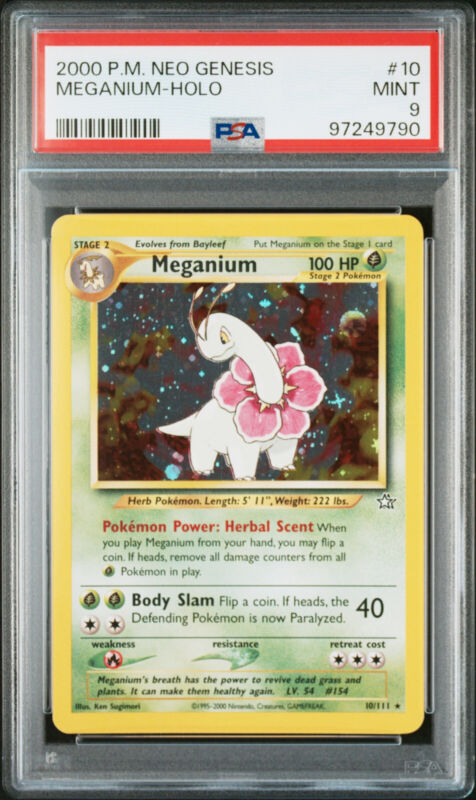 2000 P.M. NEO GENESIS #10
MEGANIUM-HOLO MINT
9
PSA 97249790
STAGE 2 Evolves from Bayleef Put Meganium on the Stage 1 card
Meganium 100 HP
Stage 2 Pokémon
Herb Pokémon. Length: 5' 11", Weight: 222 lbs.
Pokémon Power: Herbal Scent When
you play Meganium from your hand, you may flip a
coin. If heads, remove all damage counters from all
Pokémon in play.
Body Slam Flip a coin. If heads, the 40
Defending Pokémon is now Paralyzed.
weakness resistance retreat cost
Meganium's breath has the power to revive dead grass and
plants. It can make them healthy again. LV. 54 #154
Illus. Ken Sugimori ©1995-2000 Nintendo, Creatures, GAMEFREAK. 10/111 ★
PSA